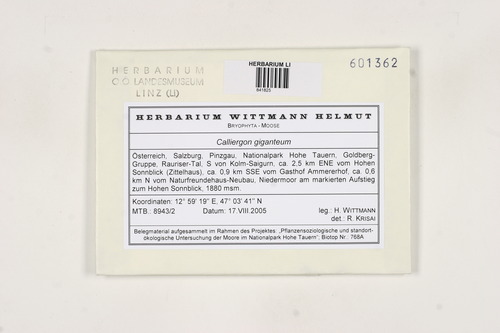 HERBARIUM
O.Ö. LANDESMUSEUM
LINZ (LI)
HERBARIUM LI
841825
601362
HERBARIUM WITTMANN HELMUT
BRYOPHYTA - MOOSE
Calliergon giganteum
Österreich, Salzburg, Pinzgau, Nationalpark Hohe Tauern, Goldberg-
Gruppe, Rauriser-Tal, S von Kolm-Saigurn, ca. 2,5 km ENE vom Hohen
Sonnblick (Zittelhaus), ca. 0,9 km SSE vom Gasthof Ammererhof, ca. 0,6
km N vom Naturfreundehaus-Neubau, Niedermoor am markierten Aufstieg
zum Hohen Sonnblick, 1880 msm.
Koordinaten: 12° 59' 19" E, 47° 03' 41" N
MTB.: 8943/2 Datum: 17.VIII.2005 leg.: H. WITTMANN
det.: R. KRISAI
Belegmaterial aufgesammelt im Rahmen des Projektes: „Pflanzensoziologische und standort-
ökologische Untersuchung der Moore im Nationalpark Hohe Tauern“; Biotop Nr.: 768A